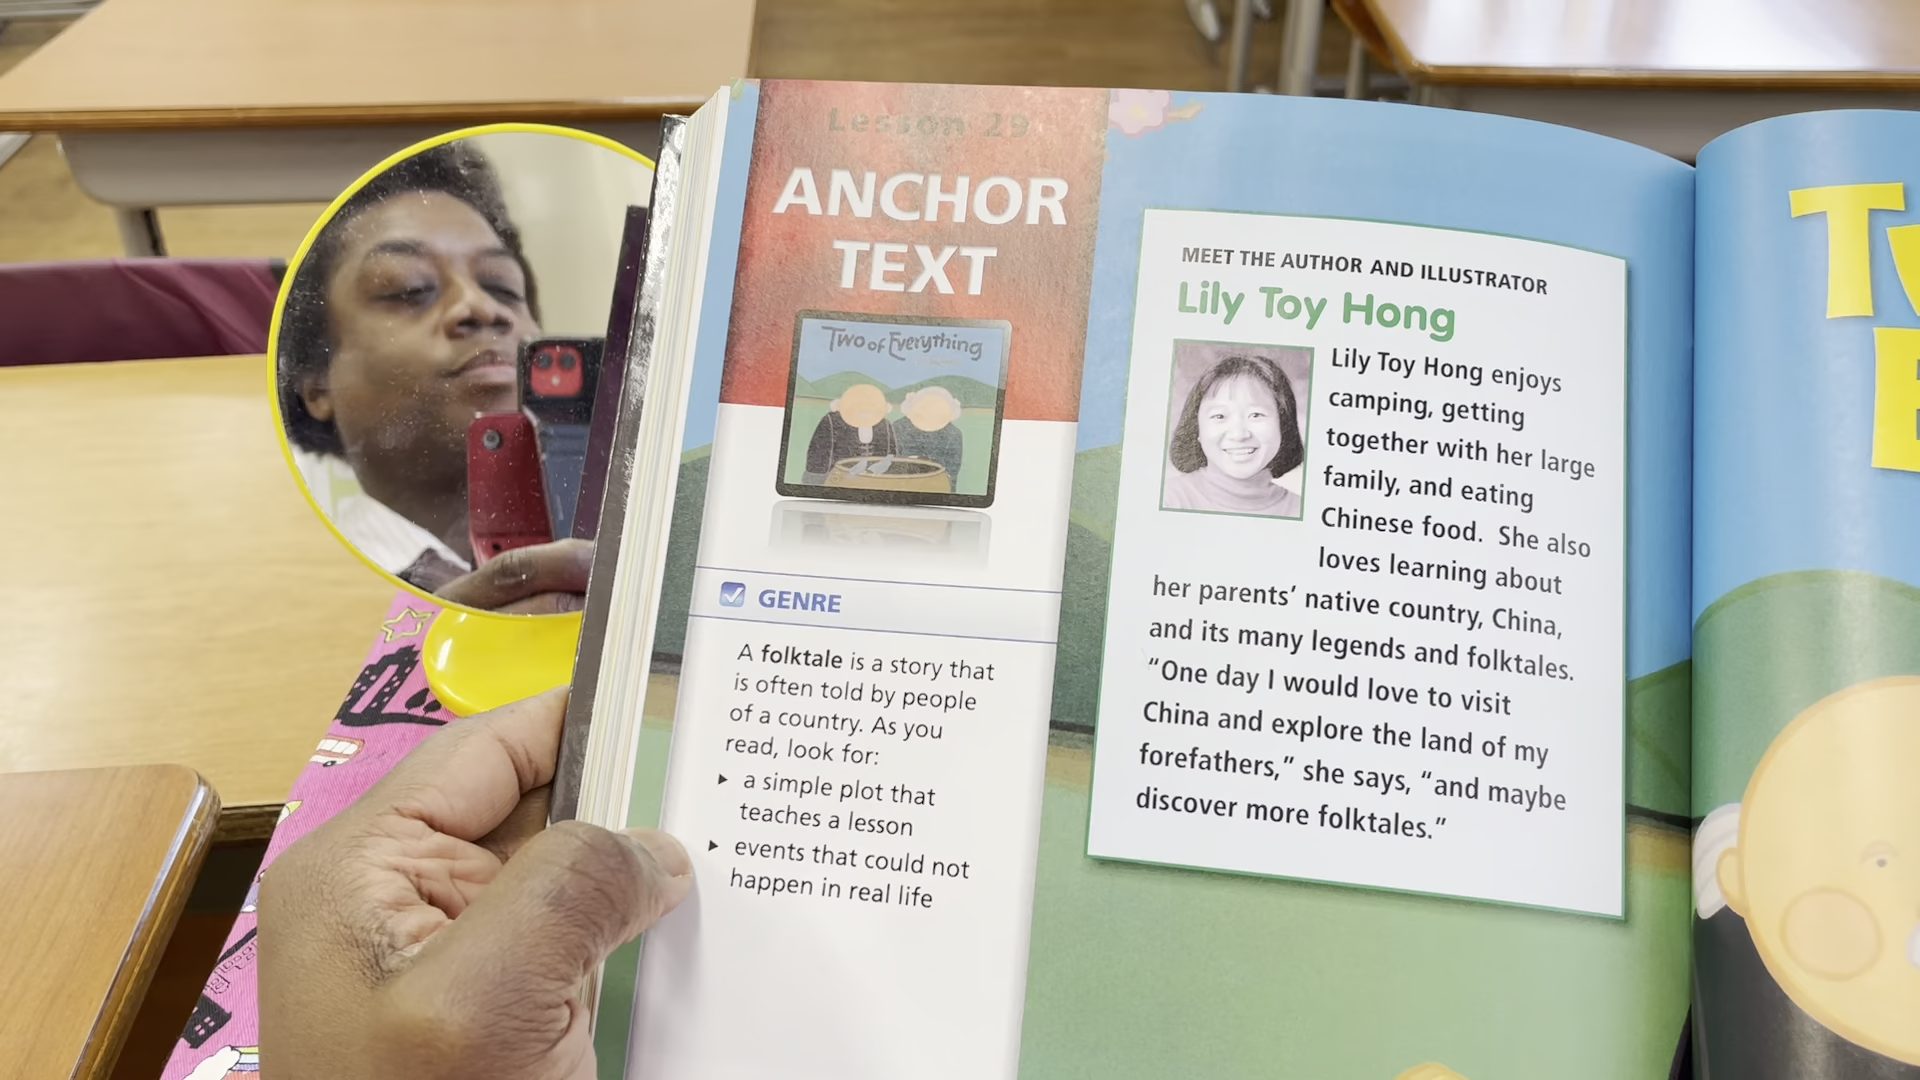 Lesson 29
ANCHOR
TEXT
Two of Everything
GENRE
A folktale is a story that
is often told by people
of a country. As you
read, look for:
a simple plot that
teaches a lesson
events that could not
happen in real life
MEET THE AUTHOR AND ILLUSTRATOR
Lily Toy Hong
Lily Toy Hong enjoys
camping, getting
together with her large
family, and eating
Chinese food. She also
loves learning about
her parents’ native country, China,
and its many legends and folktales.
“One day I would love to visit
China and explore the land of my
forefathers,” she says, “and maybe
discover more folktales.”